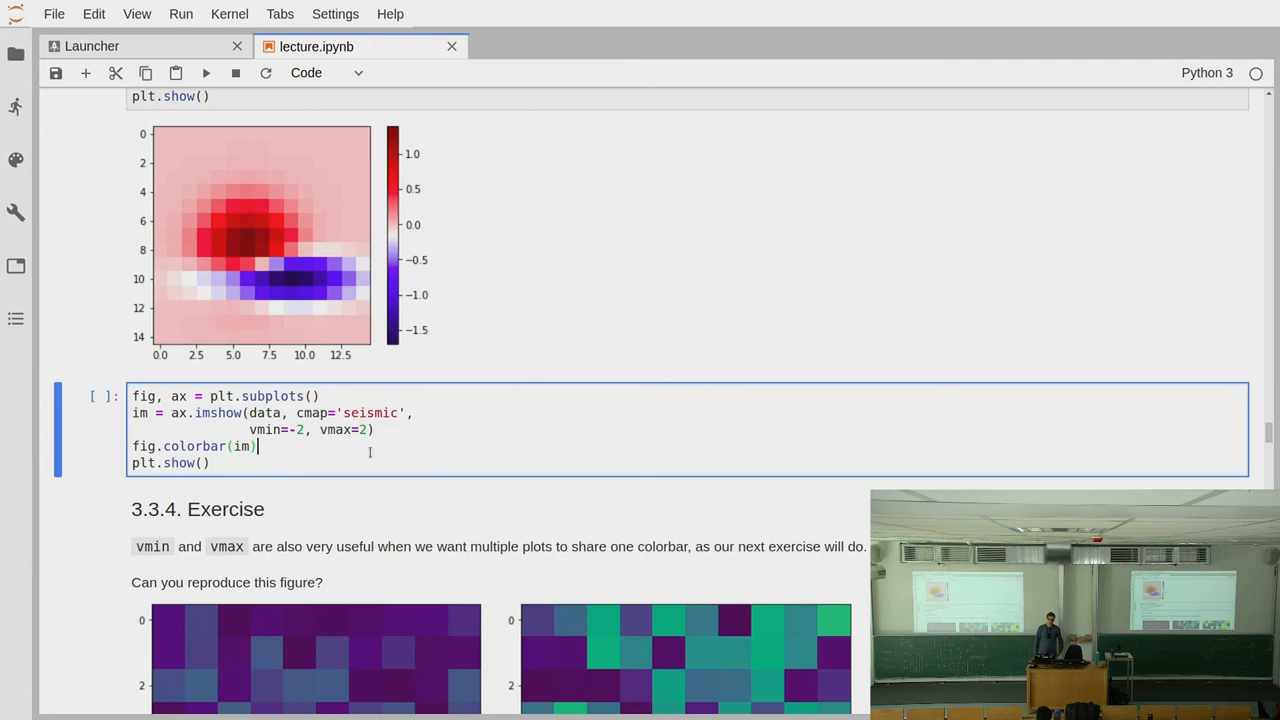 File Edit View Run Kernel Tabs Settings Help
Launcher lecture.ipynb
Code Python 3
plt.show()
0
2
4
6
8
10
12
14
0.0 2.5 5.0 7.5 10.0 12.5
1.0
0.5
0.0
−0.5
−1.0
−1.5
[ ]: fig, ax = plt.subplots()
im = ax.imshow(data, cmap='seismic',
vmin=-2, vmax=2)
fig.colorbar(im)
plt.show()
3.3.4. Exercise
vmin and vmax are also very useful when we want multiple plots to share one colorbar, as our next exercise will do.
Can you reproduce this figure?
0 0
2 2